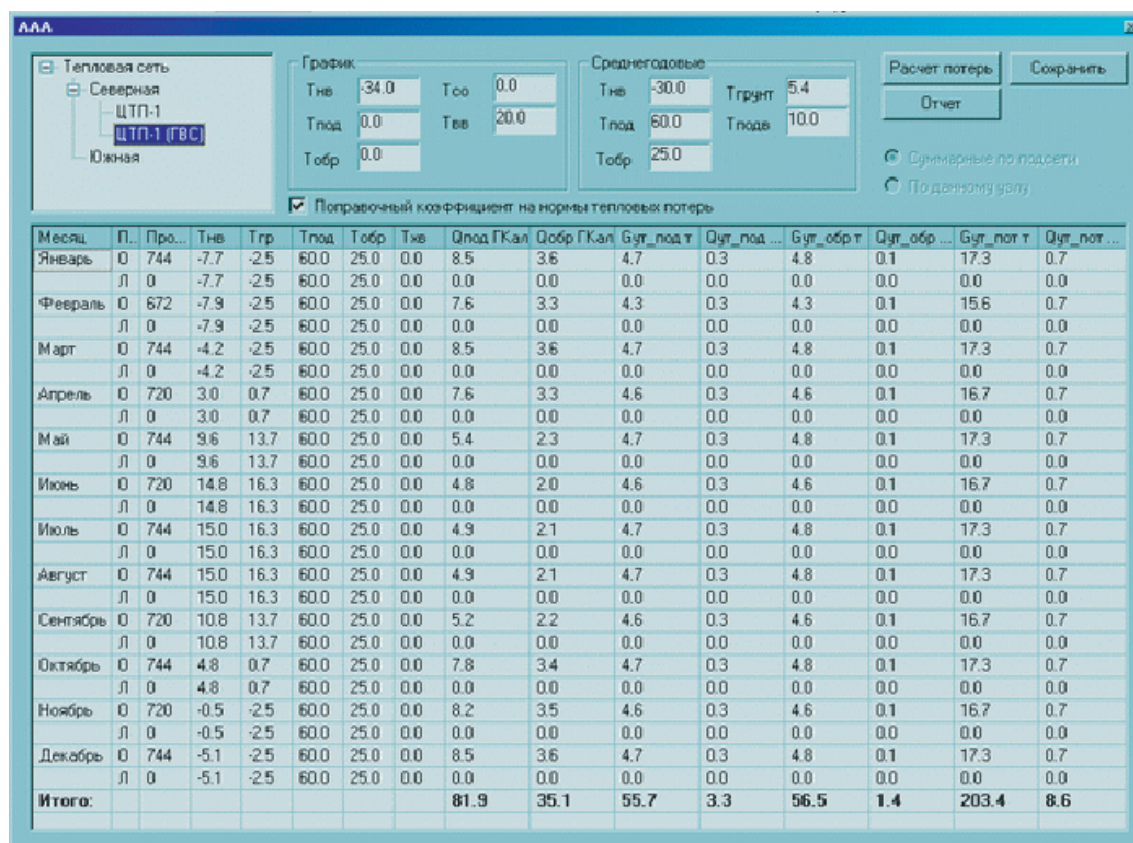 ААА
Тепловая сеть
Северная
ЦТП-1
ЦТП-1 (ГВС)
Южная
График
Тнв -34.0 Тсо 0.0
Тпод 0.0 Твв 20.0
Тобр 0.0
Среднегодовые
Тнв -30.0 Тгрунт 5.4
Тпод 60.0 Тподв 10.0
Тобр 25.0
Расчет потерь Сохранить
Отчет
Суммарные по подсети
По данному узлу
Поправочный коэффициент на нормы тепловых потерь
Месяц П.. Про... Тнв Тгр Тпод Тобр Тхв Qпод ГКал Qобр ГКал Gут_под т Qут_под ... Gут_обр т Qут_обр ... Gут_пот т Qут_пот ...
Январь О 744 -7.7 -2.5 60.0 25.0 0.0 8.5 3.6 4.7 0.3 4.8 0.1 17.3 0.7
Л 0 -7.7 -2.5 60.0 25.0 0.0 0.0 0.0 0.0 0.0 0.0 0.0 0.0 0.0
Февраль О 672 -7.9 -2.5 60.0 25.0 0.0 7.6 3.3 4.3 0.3 4.3 0.1 15.6 0.7
Л 0 -7.9 -2.5 60.0 25.0 0.0 0.0 0.0 0.0 0.0 0.0 0.0 0.0 0.0
Март О 744 -4.2 -2.5 60.0 25.0 0.0 8.5 3.6 4.7 0.3 4.8 0.1 17.3 0.7
Л 0 -4.2 -2.5 60.0 25.0 0.0 0.0 0.0 0.0 0.0 0.0 0.0 0.0 0.0
Апрель О 720 3.0 0.7 60.0 25.0 0.0 7.6 3.3 4.6 0.3 4.6 0.1 16.7 0.7
Л 0 3.0 0.7 60.0 25.0 0.0 0.0 0.0 0.0 0.0 0.0 0.0 0.0 0.0
Май О 744 9.6 13.7 60.0 25.0 0.0 5.4 2.3 4.7 0.3 4.8 0.1 17.3 0.7
Л 0 9.6 13.7 60.0 25.0 0.0 0.0 0.0 0.0 0.0 0.0 0.0 0.0 0.0
Июнь О 720 14.8 16.3 60.0 25.0 0.0 4.8 2.0 4.6 0.3 4.6 0.1 16.7 0.7
Л 0 14.8 16.3 60.0 25.0 0.0 0.0 0.0 0.0 0.0 0.0 0.0 0.0 0.0
Июль О 744 15.0 16.3 60.0 25.0 0.0 4.9 2.1 4.7 0.3 4.8 0.1 17.3 0.7
Л 0 15.0 16.3 60.0 25.0 0.0 0.0 0.0 0.0 0.0 0.0 0.0 0.0 0.0
Август О 744 15.0 16.3 60.0 25.0 0.0 4.9 2.1 4.7 0.3 4.8 0.1 17.3 0.7
Л 0 15.0 16.3 60.0 25.0 0.0 0.0 0.0 0.0 0.0 0.0 0.0 0.0 0.0
Сентябрь О 720 10.8 13.7 60.0 25.0 0.0 5.2 2.2 4.6 0.3 4.6 0.1 16.7 0.7
Л 0 10.8 13.7 60.0 25.0 0.0 0.0 0.0 0.0 0.0 0.0 0.0 0.0 0.0
Октябрь О 744 4.8 0.7 60.0 25.0 0.0 7.8 3.4 4.7 0.3 4.8 0.1 17.3 0.7
Л 0 4.8 0.7 60.0 25.0 0.0 0.0 0.0 0.0 0.0 0.0 0.0 0.0 0.0
Ноябрь О 720 -0.5 -2.5 60.0 25.0 0.0 8.2 3.5 4.6 0.3 4.6 0.1 16.7 0.7
Л 0 -0.5 -2.5 60.0 25.0 0.0 0.0 0.0 0.0 0.0 0.0 0.0 0.0 0.0
Декабрь О 744 -5.1 -2.5 60.0 25.0 0.0 8.5 3.6 4.7 0.3 4.8 0.1 17.3 0.7
Л 0 -5.1 -2.5 60.0 25.0 0.0 0.0 0.0 0.0 0.0 0.0 0.0 0.0 0.0
Итого: 81.9 35.1 55.7 3.3 56.5 1.4 203.4 8.6